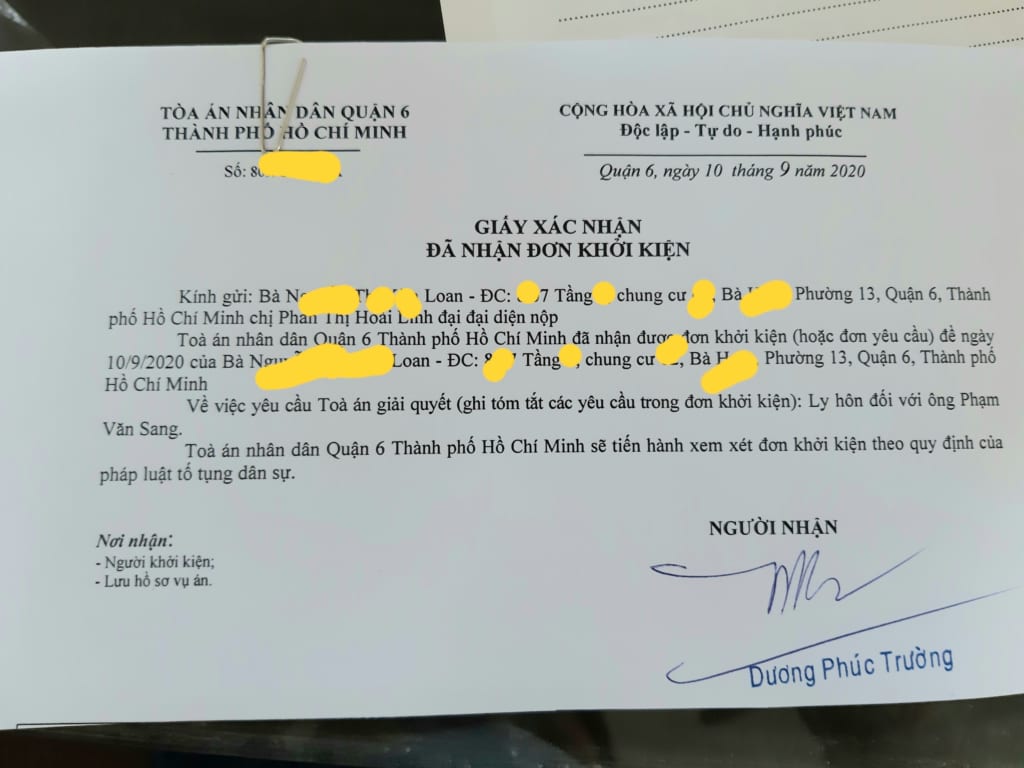 TÒA ÁN NHÂN DÂN QUẬN 6
THÀNH PHỐ HỒ CHÍ MINH
Số: 80
CỘNG HÒA XÃ HỘI CHỦ NGHĨA VIỆT NAM
Độc lập - Tự do - Hạnh phúc
Quận 6, ngày 10 tháng 9 năm 2020
GIẤY XÁC NHẬN
ĐÃ NHẬN ĐƠN KHỞI KIỆN
Kính gửi: Bà Loan - ĐC: Tầng chung cư , Bà Phường 13, Quận 6, Thành
phố Hồ Chí Minh chị Phan Thị Hoài Linh đại đại diện nộp
Toà án nhân dân Quận 6 Thành phố Hồ Chí Minh đã nhận được đơn khởi kiện (hoặc đơn yêu cầu) đề ngày
10/9/2020 của Bà Loan - ĐC: Tầng , chung cư , Bà , Phường 13, Quận 6, Thành phố
Hồ Chí Minh
Về việc yêu cầu Toà án giải quyết (ghi tóm tắt các yêu cầu trong đơn khởi kiện): Ly hôn đối với ông Phạm
Văn Sang.
Toà án nhân dân Quận 6 Thành phố Hồ Chí Minh sẽ tiến hành xem xét đơn khởi kiện theo quy định của
pháp luật tố tụng dân sự.
Nơi nhận:
- Người khởi kiện;
- Lưu hồ sơ vụ án.
NGƯỜI NHẬN
Dương Phúc Trường